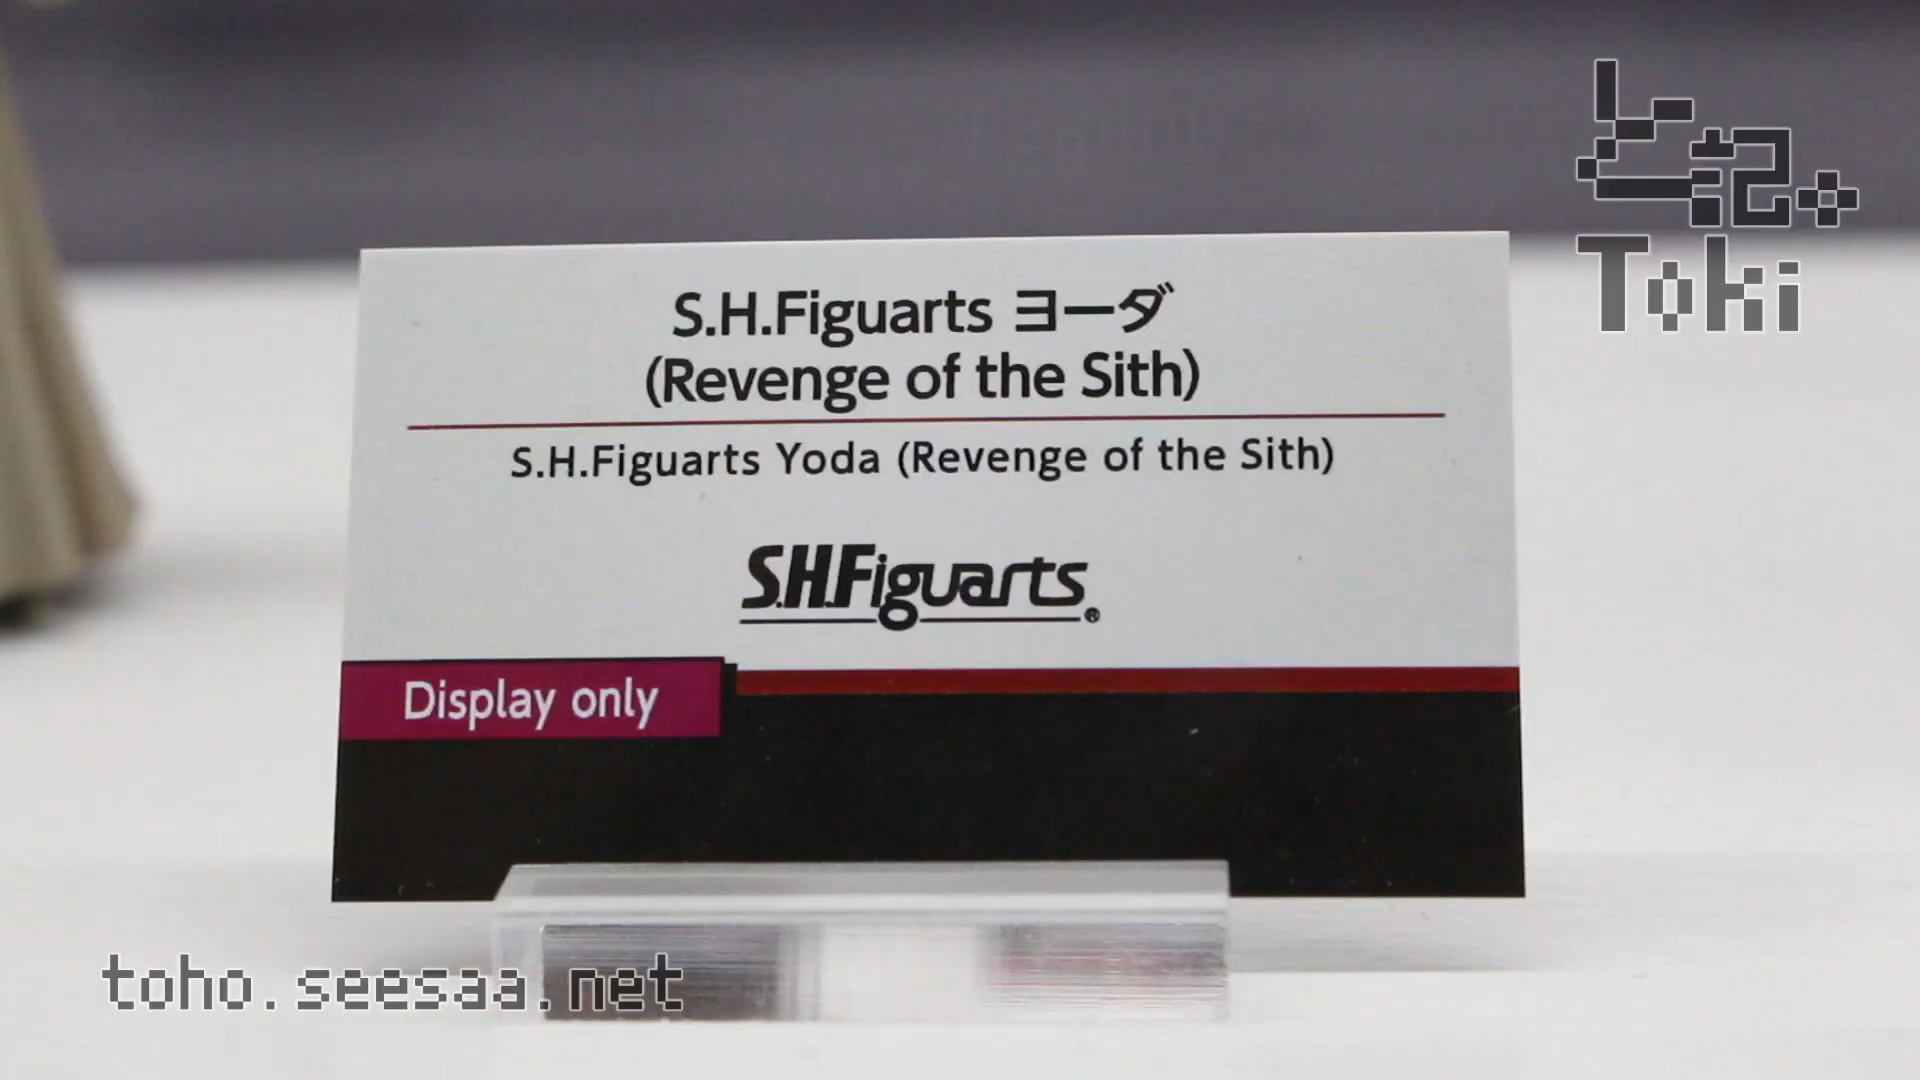 S.H.Figuarts ヨーダ
(Revenge of the Sith)
S.H.Figuarts Yoda (Revenge of the Sith)
S.H.Figuarts®
Display only
Toki
toho.seesaa.net